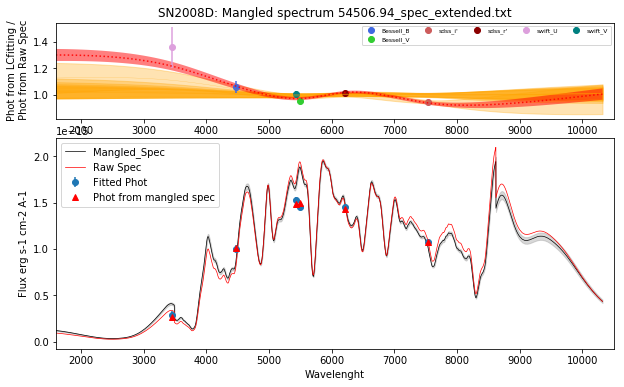 SN2008D: Mangled spectrum 54506.94_spec_extended.txt
Phot from LCfitting /
Phot from Raw Spec
1.4
1.2
1.0
Bessell_B
Bessell_V
sdss_i'
sdss_r'
swift_U
swift_V
2000 3000 4000 5000 6000 7000 8000 9000 10000
Flux erg s-1 cm-2 A-1
2.0
1.5
1.0
0.5
0.0
Mangled_Spec
Raw Spec
Fitted Phot
Phot from mangled spec
2000 3000 4000 5000 6000 7000 8000 9000 10000
Wavelenght